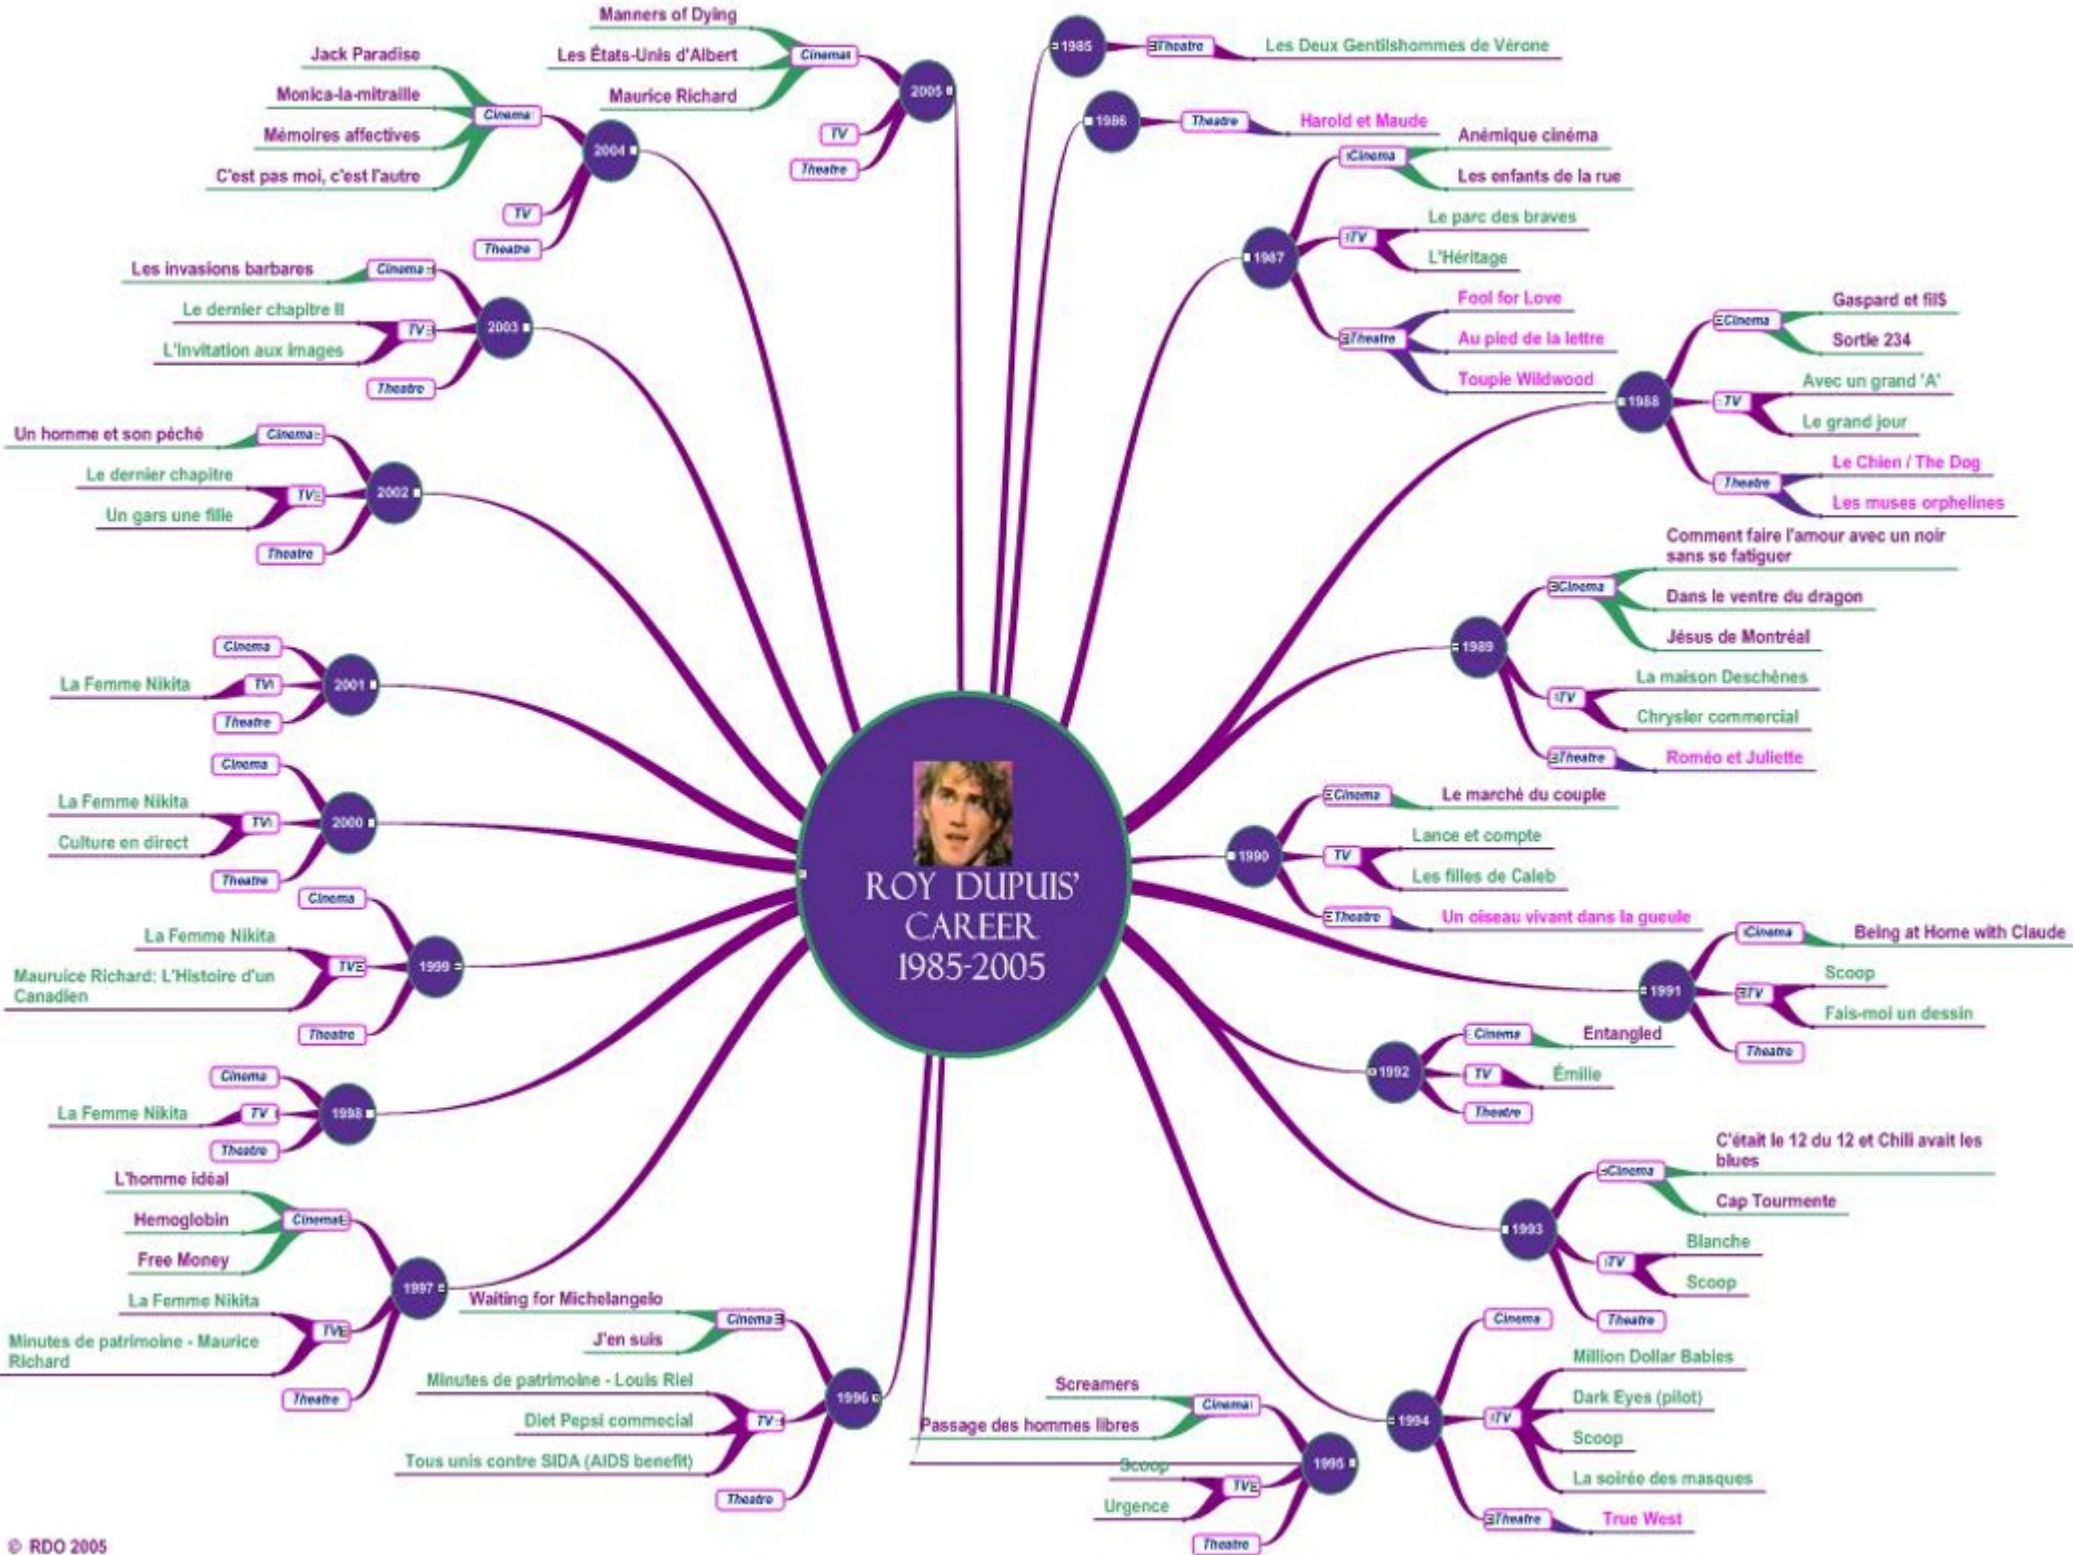 ROY DUPUIS'
CAREER
1985-2005
1985
Theatre
Les Deux Gentilshommes de Vérone
1986
Theatre
Harold et Maude
1987
Cinema
Anémique cinéma
Les enfants de la rue
TV
Le parc des braves
L'Héritage
Theatre
Fool for Love
Au pied de la lettre
Toupie Wildwood
1988
Cinema
Gaspard et fil$
Sortie 234
TV
Avec un grand 'A'
Le grand jour
Theatre
Le Chien / The Dog
Les muses orphelines
1989
Cinema
Comment faire l'amour avec un noir
sans se fatiguer
Dans le ventre du dragon
Jésus de Montréal
TV
La maison Deschênes
Chrysler commercial
Theatre
Roméo et Juliette
1990
Cinema
Le marché du couple
TV
Lance et compte
Les filles de Caleb
Theatre
Un oiseau vivant dans la gueule
1991
Cinema
Being at Home with Claude
TV
Scoop
Fais-moi un dessin
Theatre
1992
Cinema
Entangled
TV
Émilie
Theatre
1993
Cinema
C'était le 12 du 12 et Chili avait les
blues
Cap Tourmente
TV
Blanche
Scoop
Theatre
1994
Cinema
TV
Million Dollar Babies
Dark Eyes (pilot)
Scoop
La soirée des masques
Theatre
True West
1995
Cinema
Screamers
Passage des hommes libres
TV
Scoop
Urgence
Theatre
1996
Cinema
Waiting for Michelangelo
J'en suis
TV
Minutes de patrimoine - Louis Riel
Diet Pepsi commecial
Tous unis contre SIDA (AIDS benefit)
Theatre
1997
Cinema
L'homme idéal
Hemoglobin
Free Money
TV
La Femme Nikita
Minutes de patrimoine - Maurice
Richard
Theatre
1998
Cinema
TV
La Femme Nikita
Theatre
1999
Cinema
TV
La Femme Nikita
Mauruice Richard: L'Histoire d'un
Canadien
Theatre
2000
Cinema
TV
La Femme Nikita
Culture en direct
Theatre
2001
Cinema
TV
La Femme Nikita
Theatre
2002
Cinema
Un homme et son péché
TV
Le dernier chapitre
Un gars une fille
Theatre
2003
Cinema
Les invasions barbares
TV
Le dernier chapitre II
L'Invitation aux images
Theatre
2004
Cinema
Jack Paradise
Monica-la-mitraille
Mémoires affectives
C'est pas moi, c'est l'autre
TV
Theatre
2005
Cinema
Manners of Dying
Les États-Unis d'Albert
Maurice Richard
TV
Theatre
© RDO 2005